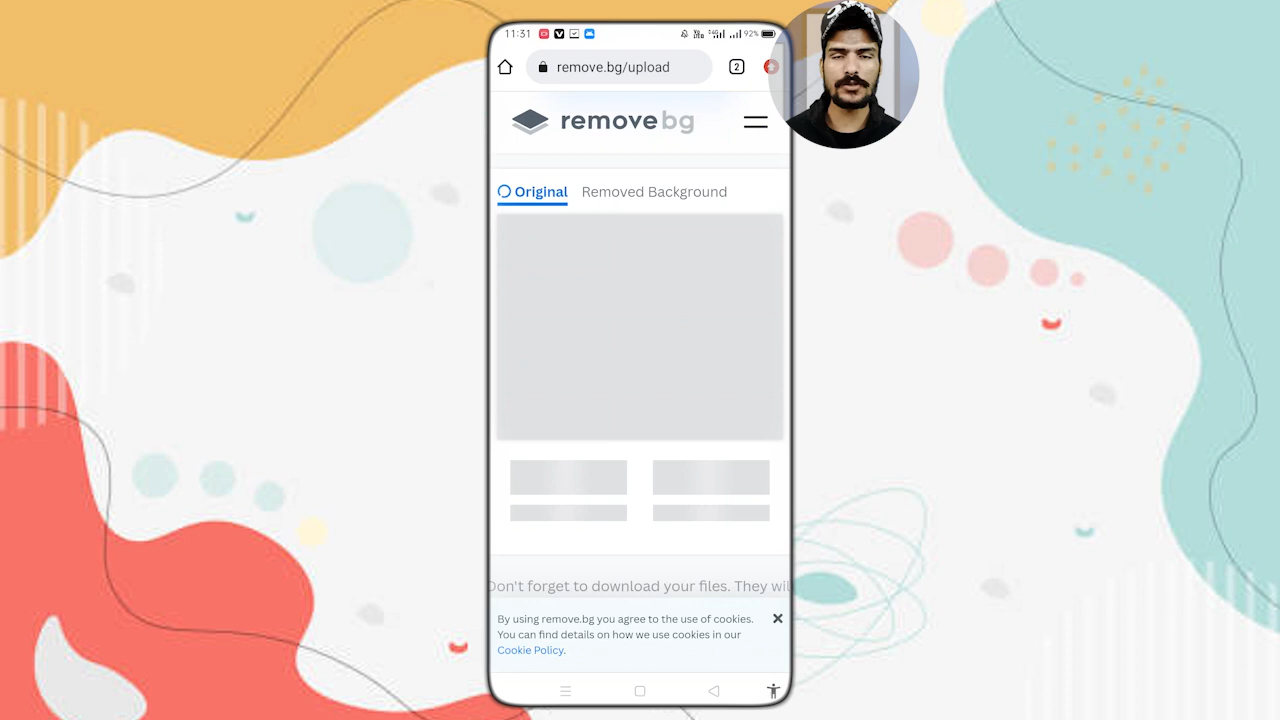 11:31
92%
remove.bg/upload
2
removebg
Original Removed Background
Don't forget to download your files. They wil
By using remove.bg you agree to the use of cookies.
You can find details on how we use cookies in our
Cookie Policy.